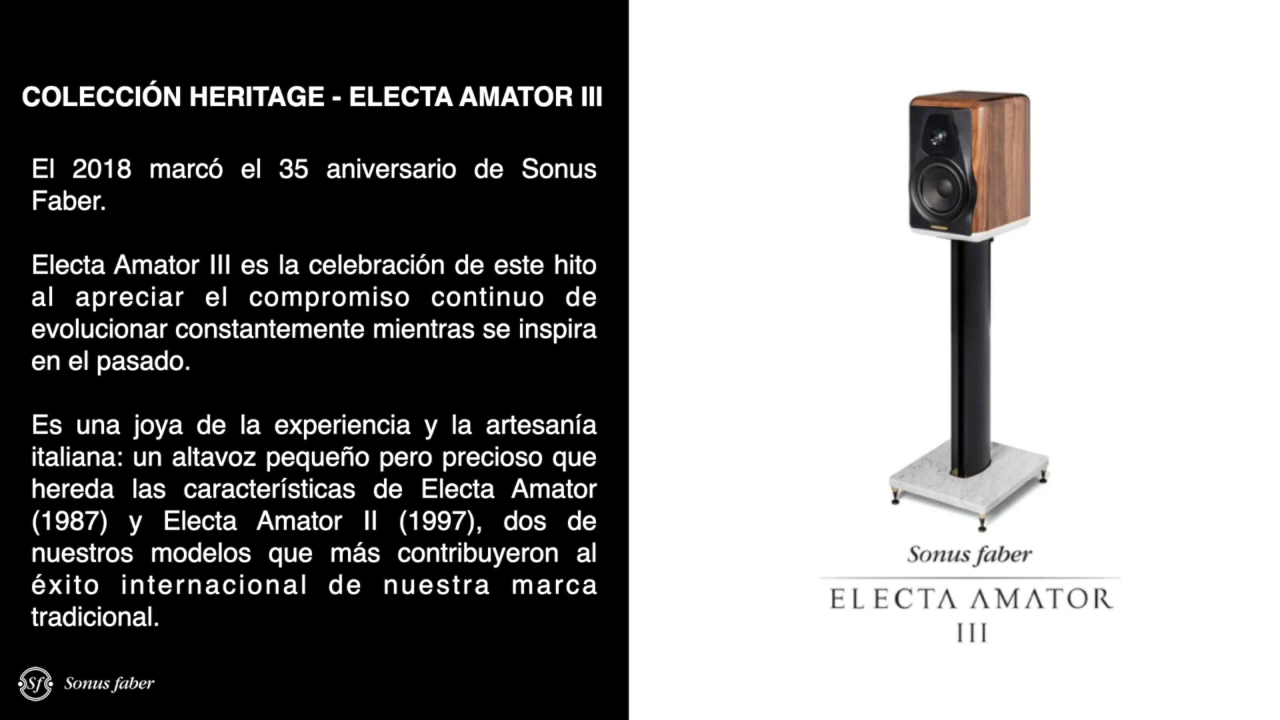 COLECCIÓN HERITAGE - ELECTA AMATOR III
El 2018 marcó el 35 aniversario de Sonus
Faber.
Electa Amator III es la celebración de este hito
al apreciar el compromiso continuo de
evolucionar constantemente mientras se inspira
en el pasado.
Es una joya de la experiencia y la artesanía
italiana: un altavoz pequeño pero precioso que
hereda las características de Electa Amator
(1987) y Electa Amator II (1997), dos de
nuestros modelos que más contribuyeron al
éxito internacional de nuestra marca
tradicional.
Sf Sonus faber
Sonus faber
ELECTA AMATOR
III